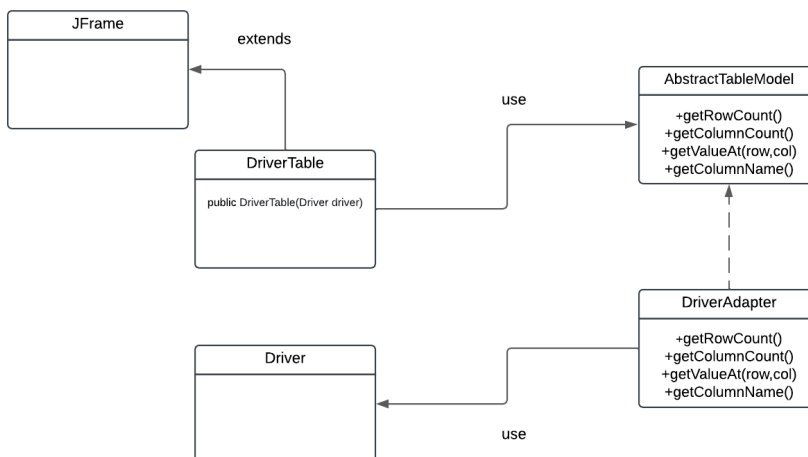 JFrame
extends
AbstractTableModel
use
+getRowCount()
+getColumnCount()
+getValueAt(row,col)
+getColumnName()
DriverTable
public DriverTable(Driver driver)
DriverAdapter
+getRowCount()
+getColumnCount()
+getValueAt(row,col)
+getColumnName()
Driver
use